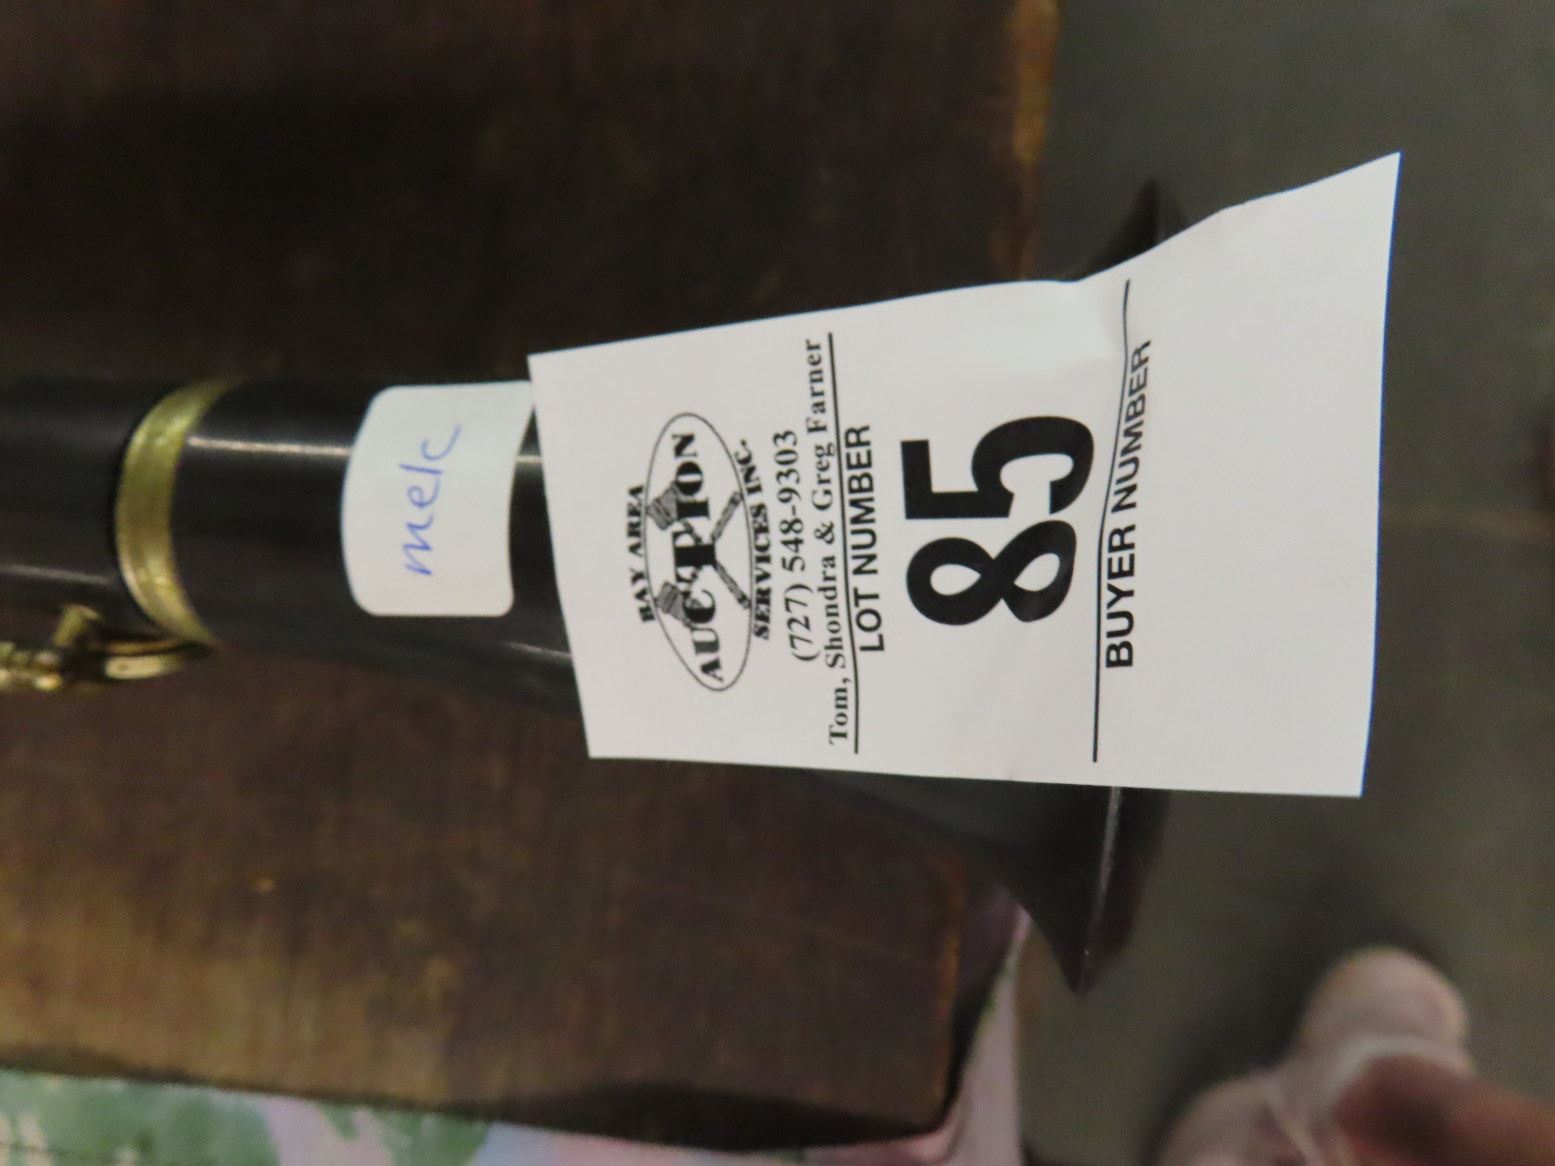 melc
BAY AREA
AUCTION
SERVICES INC.
(727) 548-9303
Tom, Shondra & Greg Farner
LOT NUMBER
85
BUYER NUMBER